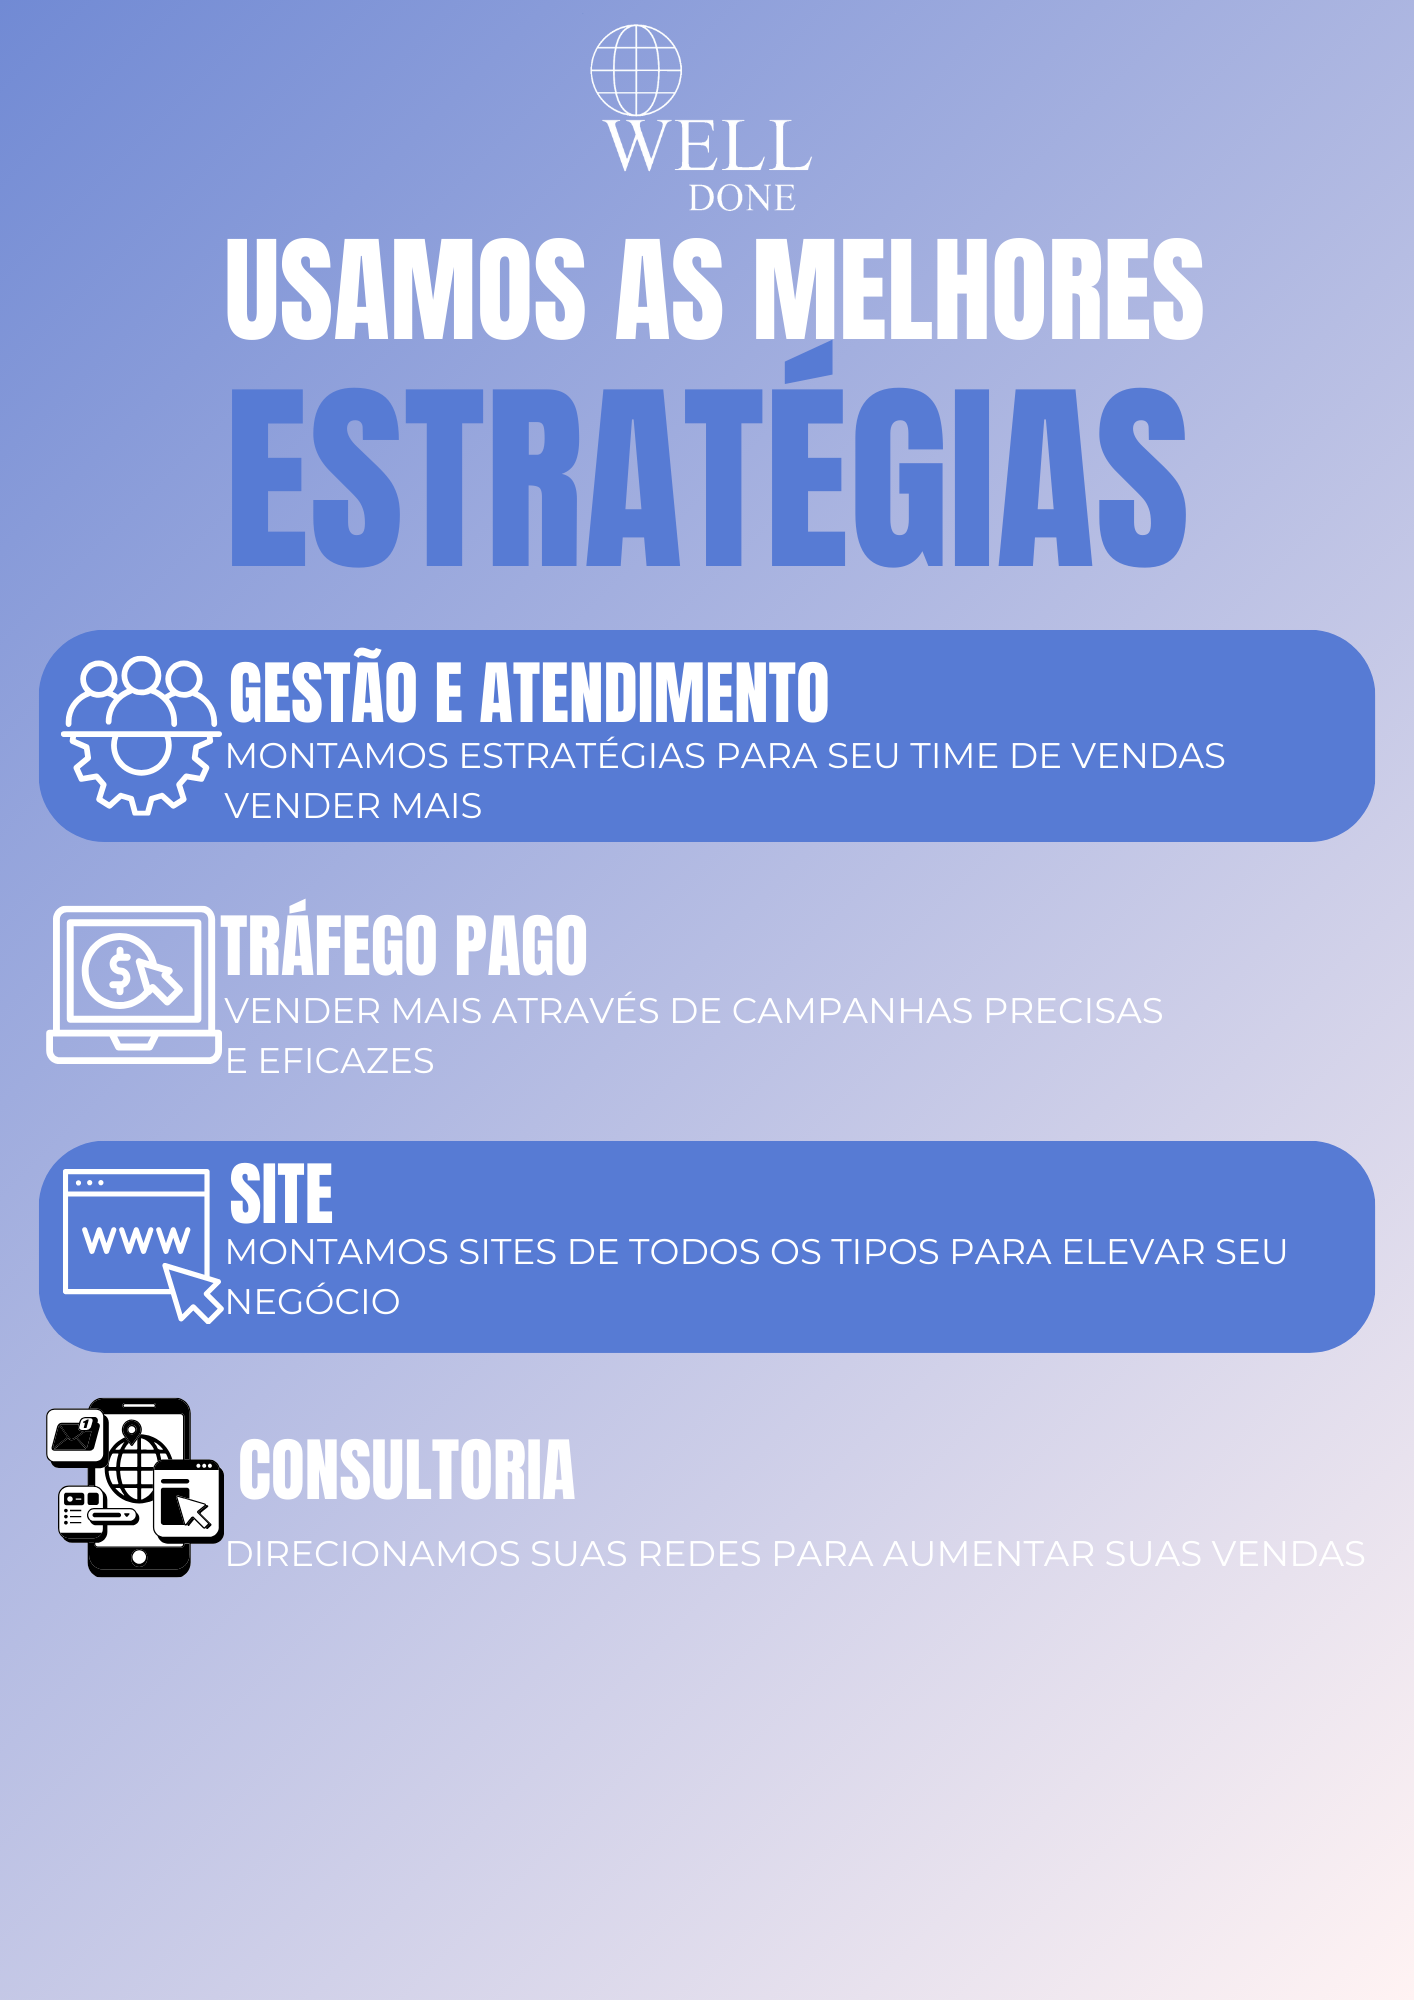 WELL
DONE
USAMOS AS MELHORES
ESTRATÉGIAS
GESTÃO E ATENDIMENTO
MONTAMOS ESTRATÉGIAS PARA SEU TIME DE VENDAS
VENDER MAIS
$
TRÁFEGO PAGO
VENDER MAIS ATRAVÉS DE CAMPANHAS PRECISAS
E EFICAZES
SITE
WWW
MONTAMOS SITES DE TODOS OS TIPOS PARA ELEVAR SEU
NEGÓCIO
1
CONSULTORIA
DIRECIONAMOS SUAS REDES PARA AUMENTAR SUAS VENDAS